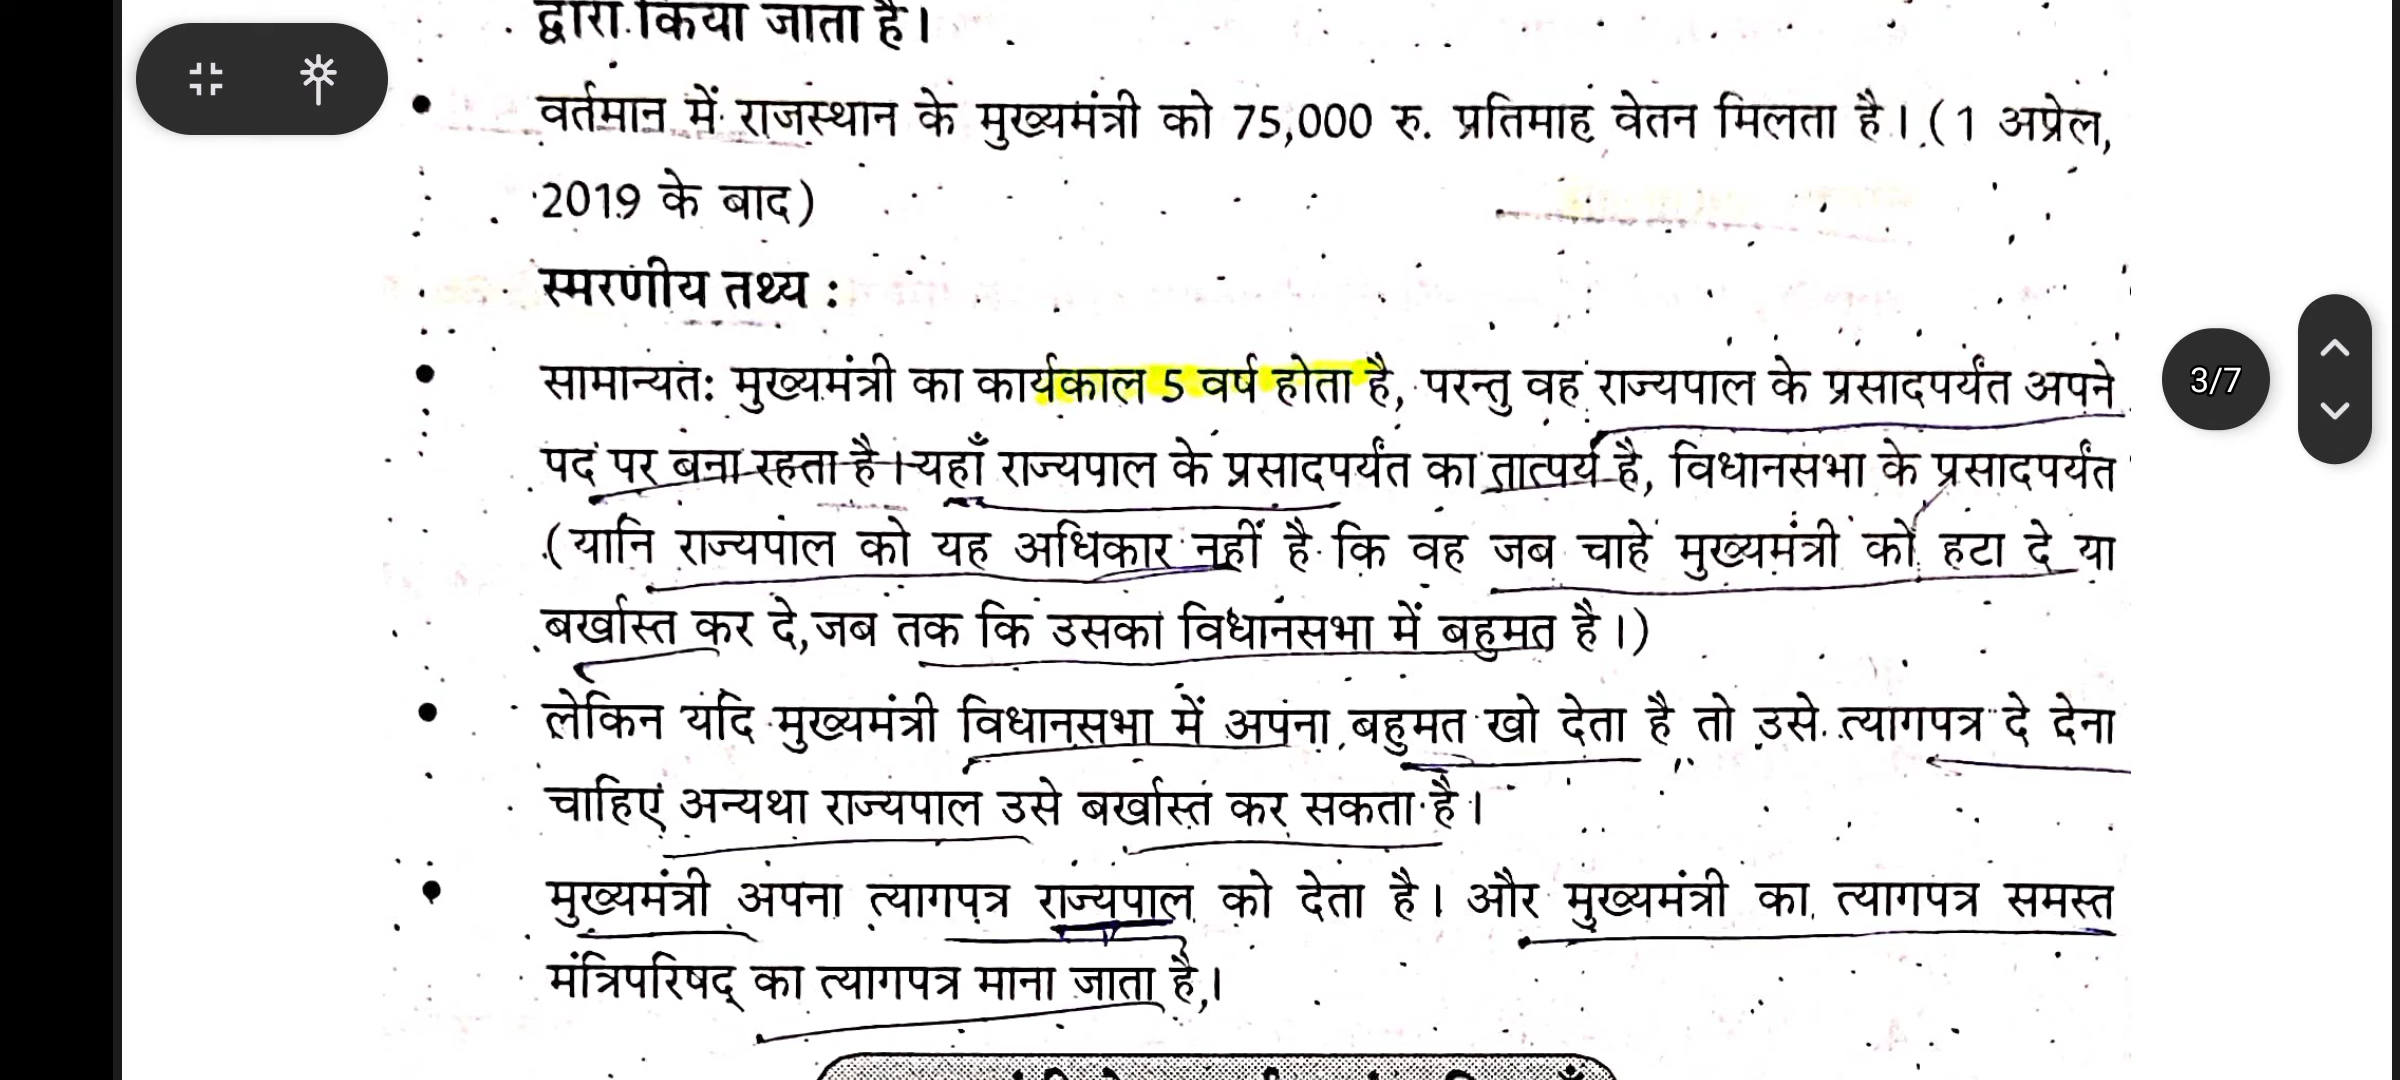 द्वारा किया जाता है।
• वर्तमान में राजस्थान के मुख्यमंत्री को 75,000 रु. प्रतिमाह वेतन मिलता है। (1 अप्रेल,
2019 के बाद)
स्मरणीय तथ्य :
• सामान्यत: मुख्यमंत्री का कार्यकाल 5 वर्ष होता है, परन्तु वह राज्यपाल के प्रसादपर्यंत अपने
पद पर बना रहता है। यहाँ राज्यपाल के प्रसादपर्यंत का तात्पर्य है, विधानसभा के प्रसादपर्यंत
(यानि राज्यपाल को यह अधिकार नहीं है कि वह जब चाहे मुख्यमंत्री को हटा दे या
बर्खास्त कर दे, जब तक कि उसका विधानसभा में बहुमत है।)
• लेकिन यदि मुख्यमंत्री विधानसभा में अपना बहुमत खो देता है तो उसे त्यागपत्र दे देना
चाहिए अन्यथा राज्यपाल उसे बर्खास्त कर सकता है।
• मुख्यमंत्री अपना त्यागपत्र राज्यपाल को देता है। और मुख्यमंत्री का त्यागपत्र समस्त
मंत्रिपरिषद् का त्यागपत्र माना जाता है।
3/7